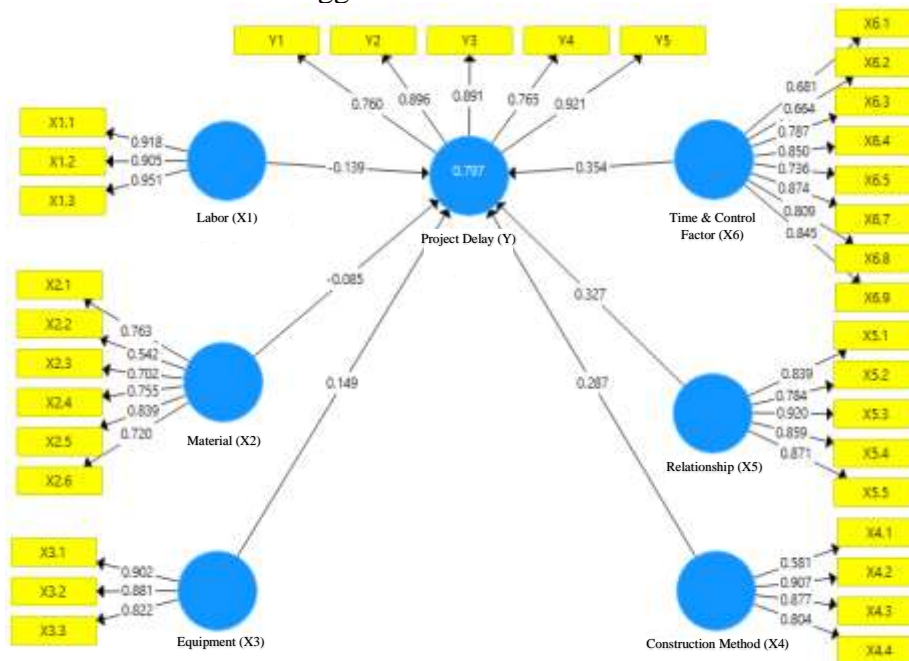 Y1
Y2
Y3
Y4
Y5
0.760
0.896
0.891
0.765
0.921
X1.1
X1.2
X1.3
0.918
0.905
0.951
Labor (X1)
-0.139
0.797
Project Delay (Y)
0.354
Time & Control
Factor (X6)
0.681
0.664
0.787
0.850
0.736
0.874
0.809
0.845
X6.1
X6.2
X6.3
X6.4
X6.5
X6.7
X6.8
X6.9
X2.1
X2.2
X2.3
X2.4
X2.5
X2.6
0.763
0.542
0.702
0.755
0.839
0.720
Material (X2)
-0.085
0.149
0.327
0.287
Relationship (X5)
0.839
0.784
0.920
0.859
0.871
X5.1
X5.2
X5.3
X5.4
X5.5
X3.1
X3.2
X3.3
0.902
0.881
0.822
Equipment (X3)
Construction Method (X4)
0.581
0.907
0.877
0.804
X4.1
X4.2
X4.3
X4.4